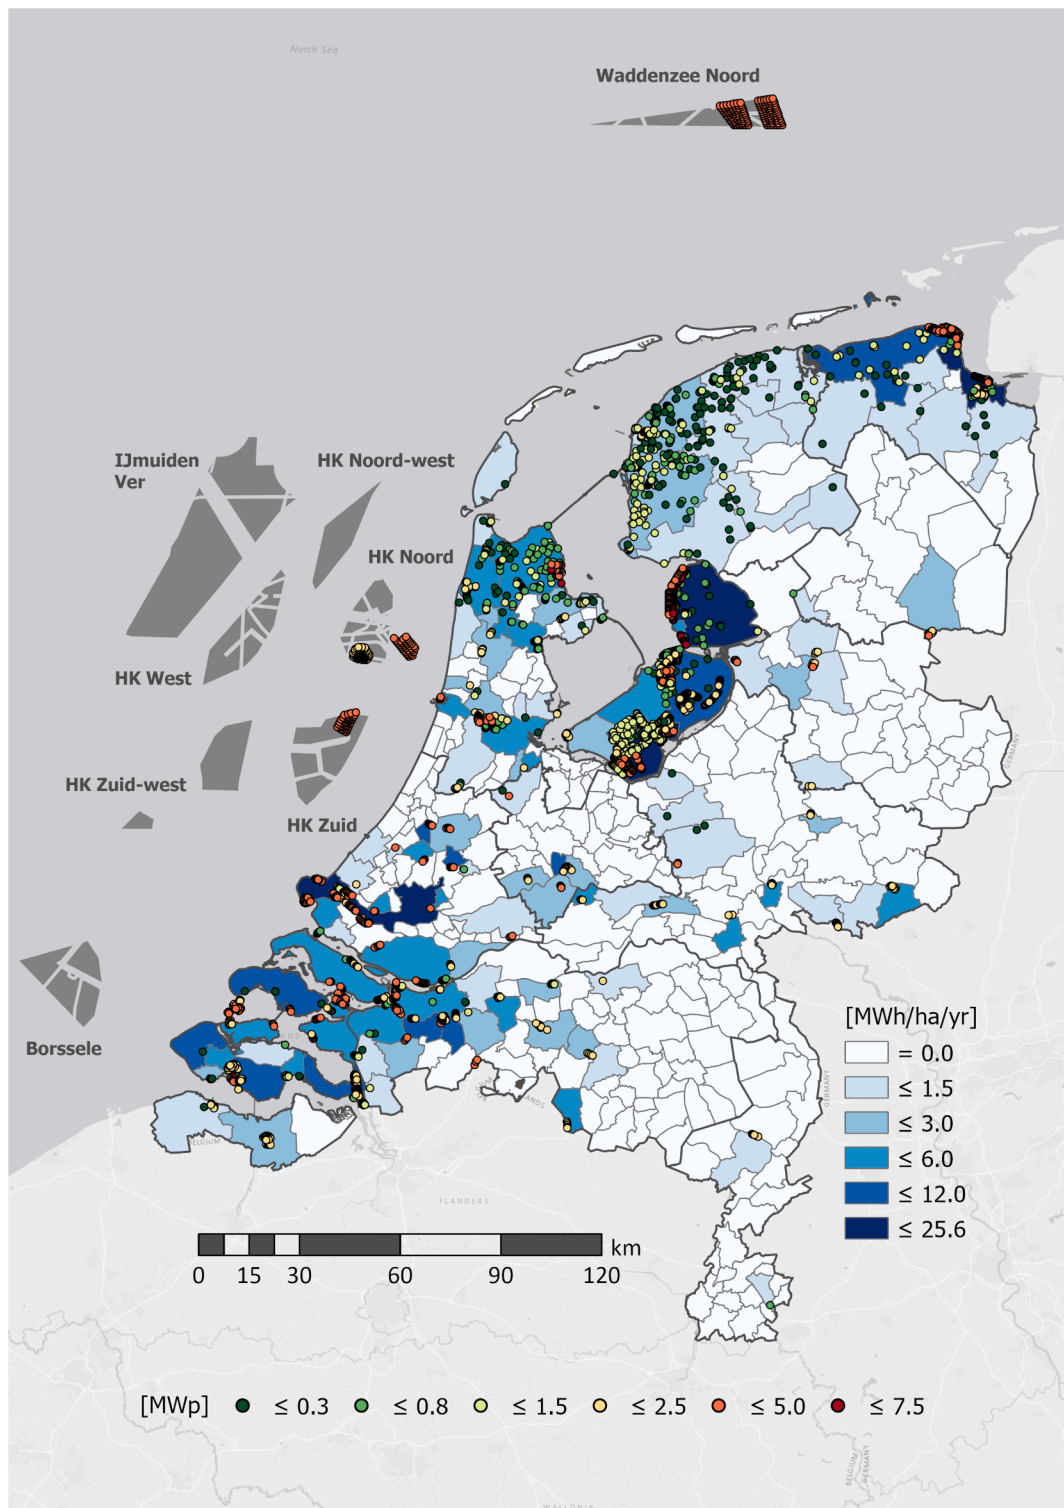 North Sea
Waddenzee Noord
IJmuiden
Ver
HK Noord-west
HK Noord
HK West
HK Zuid-west
HK Zuid
GERMANY
Borssele
[MWh/ha/yr]
= 0.0
≤ 1.5
≤ 3.0
≤ 6.0
≤ 12.0
≤ 25.6
GERMANY
BELGIUM
FLANDERS
km
0 15 30 60 90 120
[MWp] ≤ 0.3 ≤ 0.8 ≤ 1.5 ≤ 2.5 ≤ 5.0 ≤ 7.5
BELGIUM
GERMANY
WALLONIA